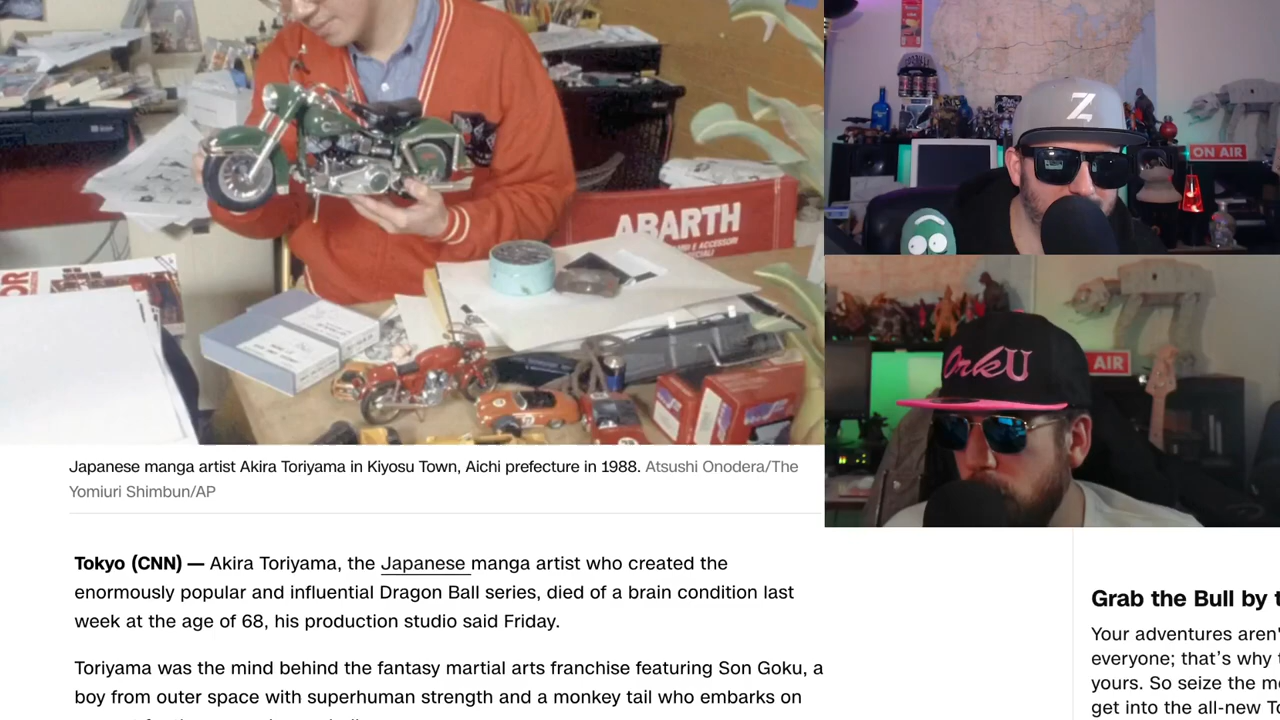 ABARTH
Z
ON AIR
OrkU
AIR
Japanese manga artist Akira Toriyama in Kiyosu Town, Aichi prefecture in 1988. Atsushi Onodera/The
Yomiuri Shimbun/AP
Tokyo (CNN) — Akira Toriyama, the Japanese manga artist who created the
enormously popular and influential Dragon Ball series, died of a brain condition last
week at the age of 68, his production studio said Friday.
Toriyama was the mind behind the fantasy martial arts franchise featuring Son Goku, a
boy from outer space with superhuman strength and a monkey tail who embarks on
Grab the Bull by t
Your adventures aren'
everyone; that's why t
yours. So seize the m
get into the all-new To